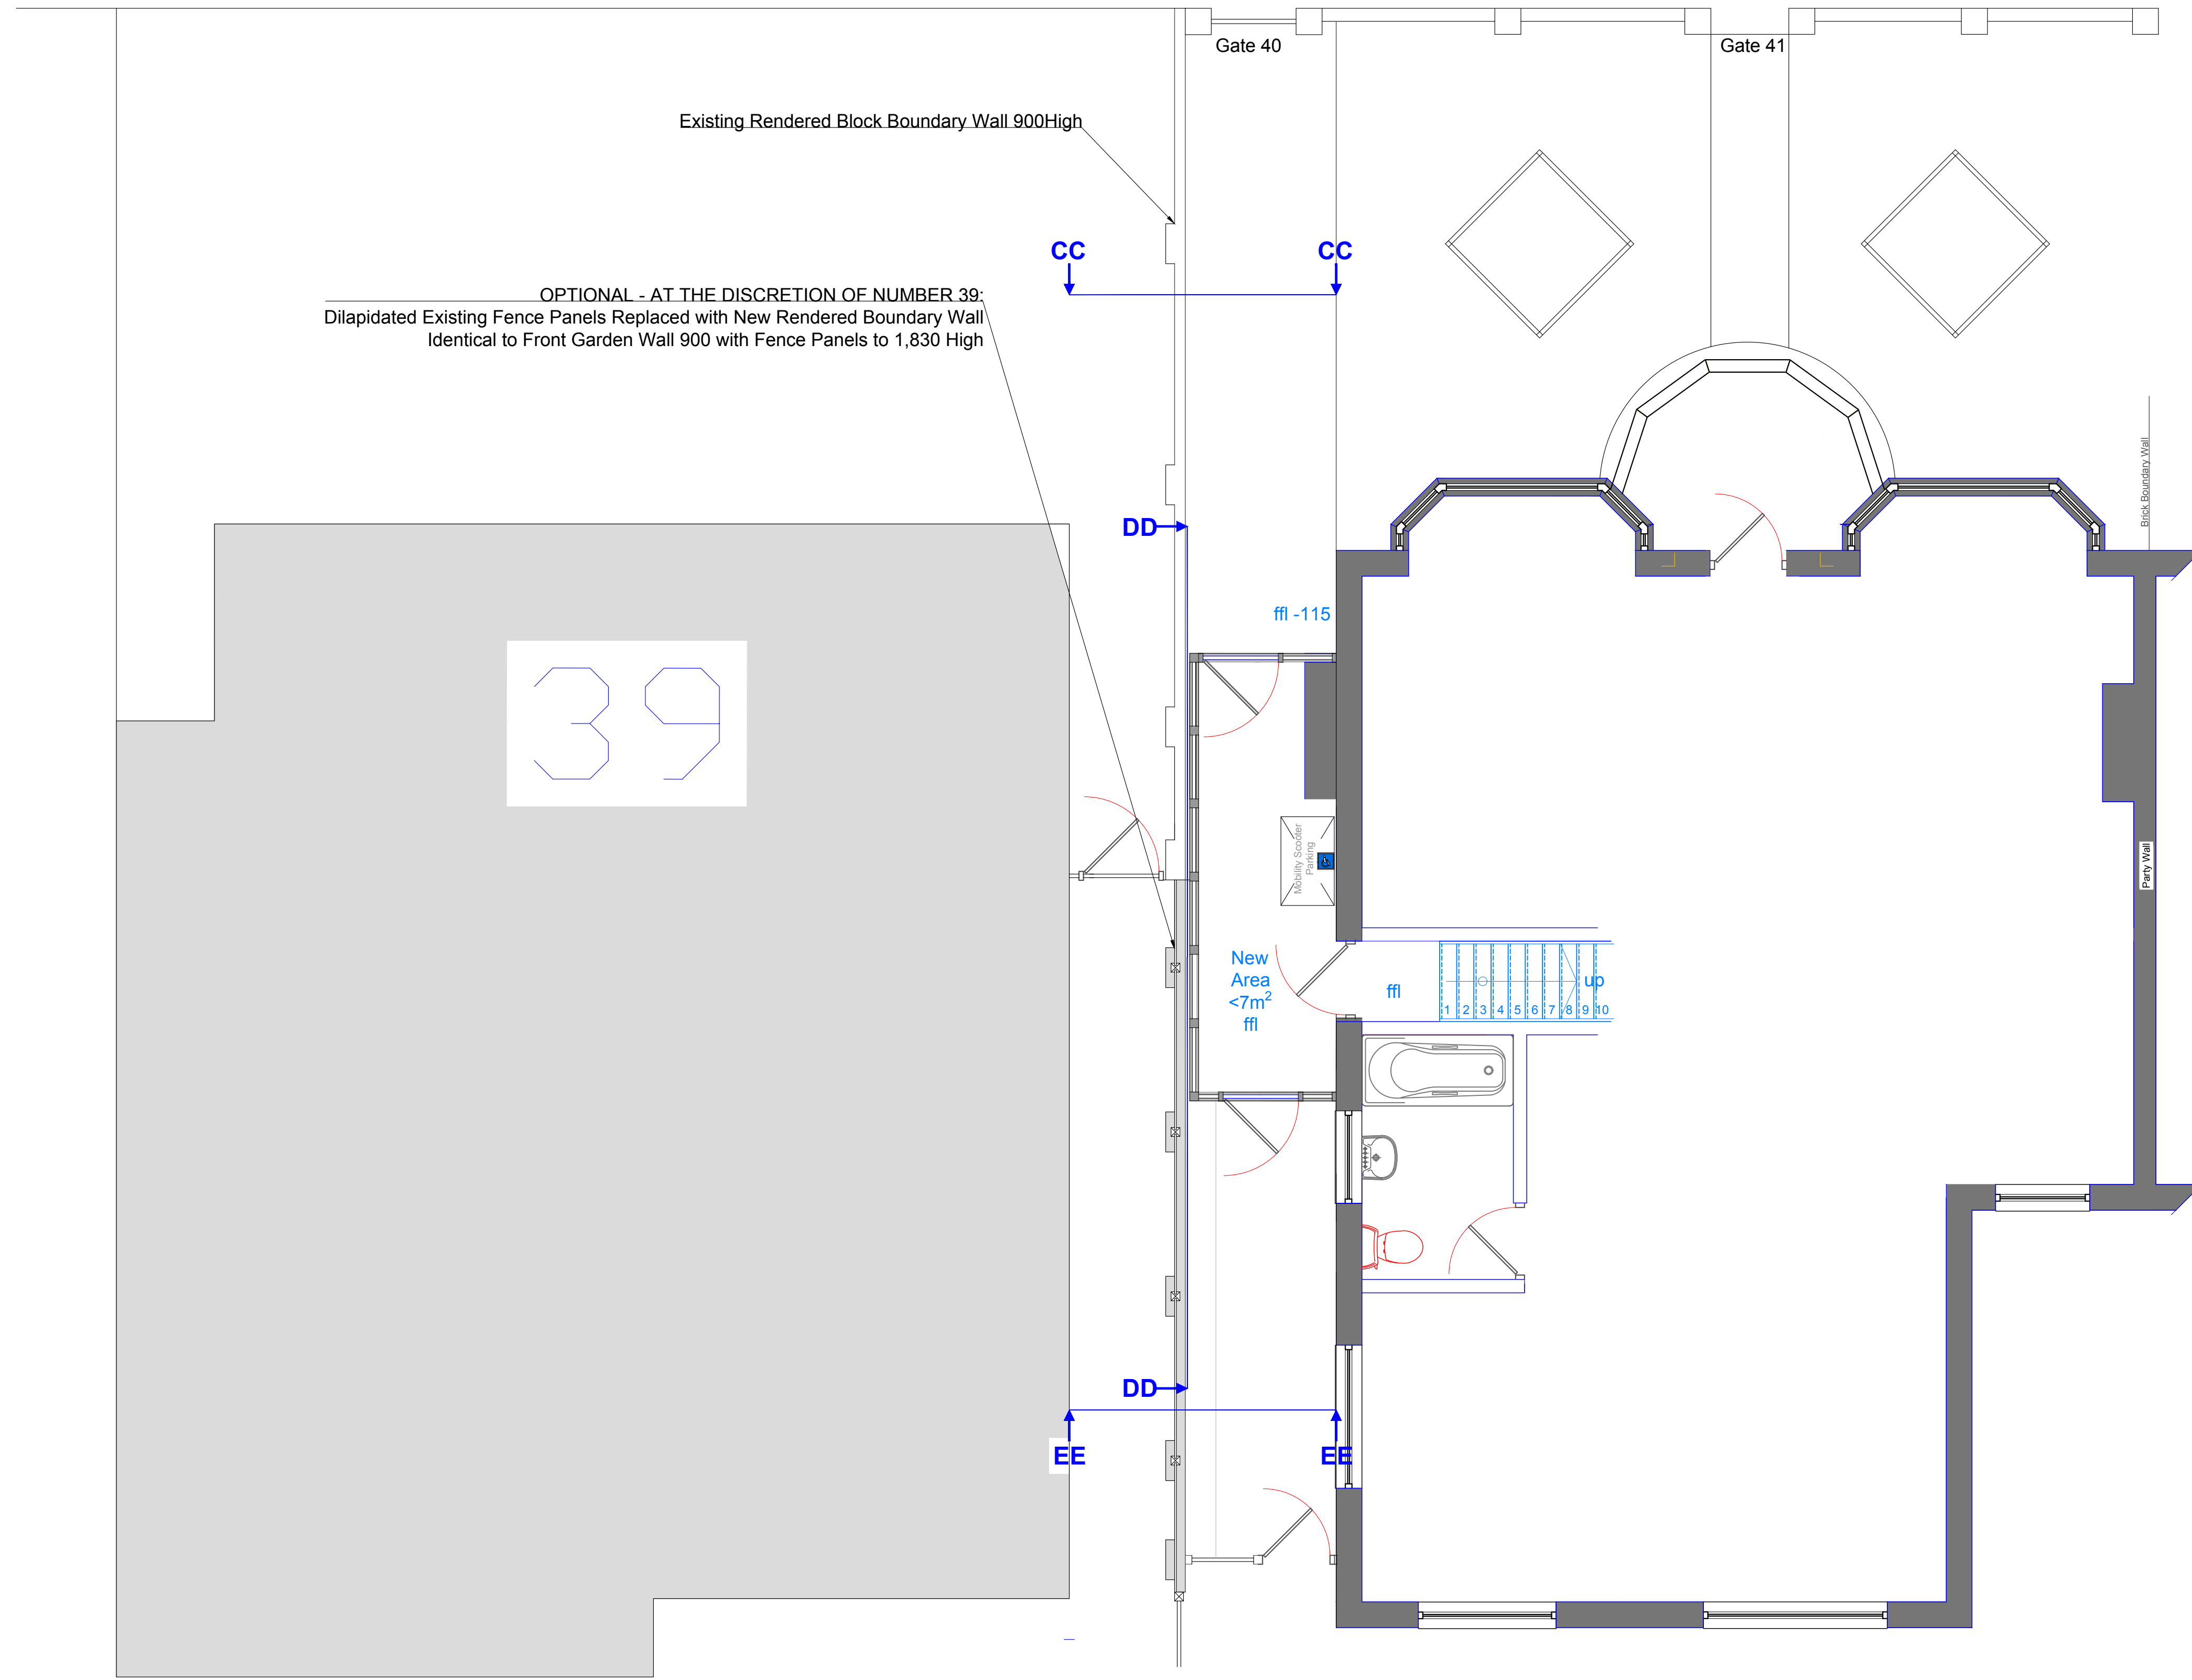 Gate 40
Gate 41
Existing Rendered Block Boundary Wall 900High
CC
CC
OPTIONAL - AT THE DISCRETION OF NUMBER 39:
Dilapidated Existing Fence Panels Replaced with New Rendered Boundary Wall
Identical to Front Garden Wall 900 with Fence Panels to 1,830 High
Brick Boundary Wall
DD
ffl -115
39
Mobility Scooter
Parking
Party Wall
New
Area
<7m²
ffl
ffl
up
1 2 3 4 5 6 7 8 9 10
DD
EE
EE